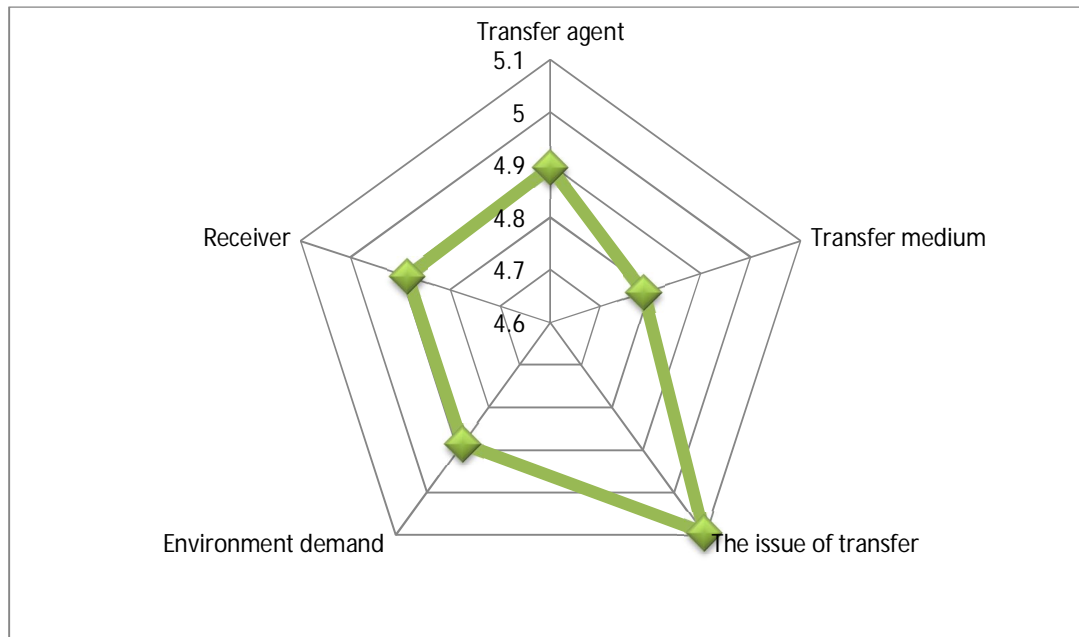 Transfer agent
5.1
5
4.9
4.8
4.7
4.6
Receiver
Transfer medium
Environment demand
The issue of transfer